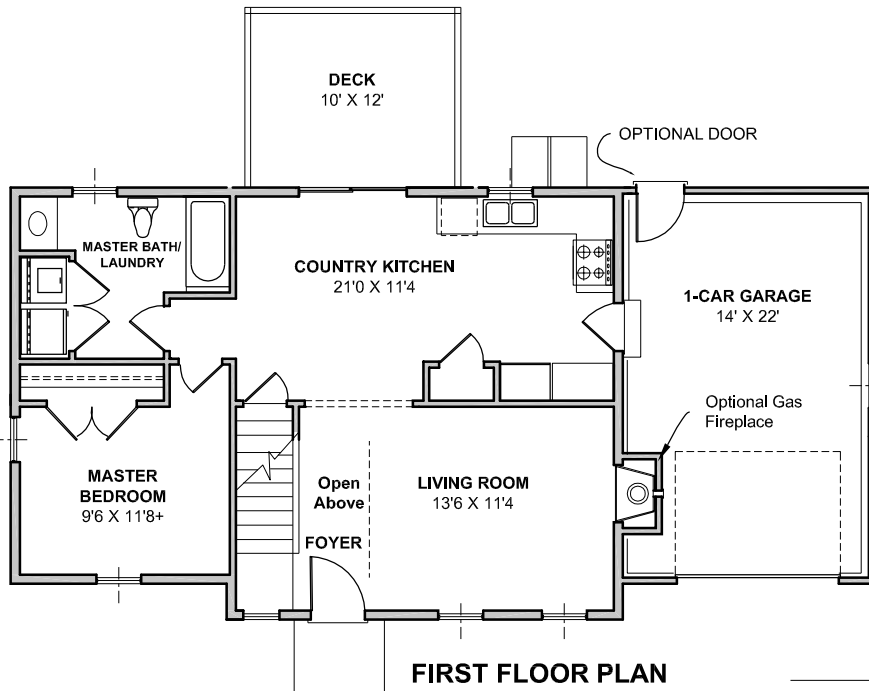 DECK
10' X 12'
OPTIONAL DOOR
MASTER BATH/
LAUNDRY
COUNTRY KITCHEN
21'0 X 11'4
1-CAR GARAGE
14' X 22'
Optional Gas
Fireplace
MASTER
BEDROOM
9'6 X 11'8+
Open
Above
FOYER
LIVING ROOM
13'6 X 11'4
FIRST FLOOR PLAN